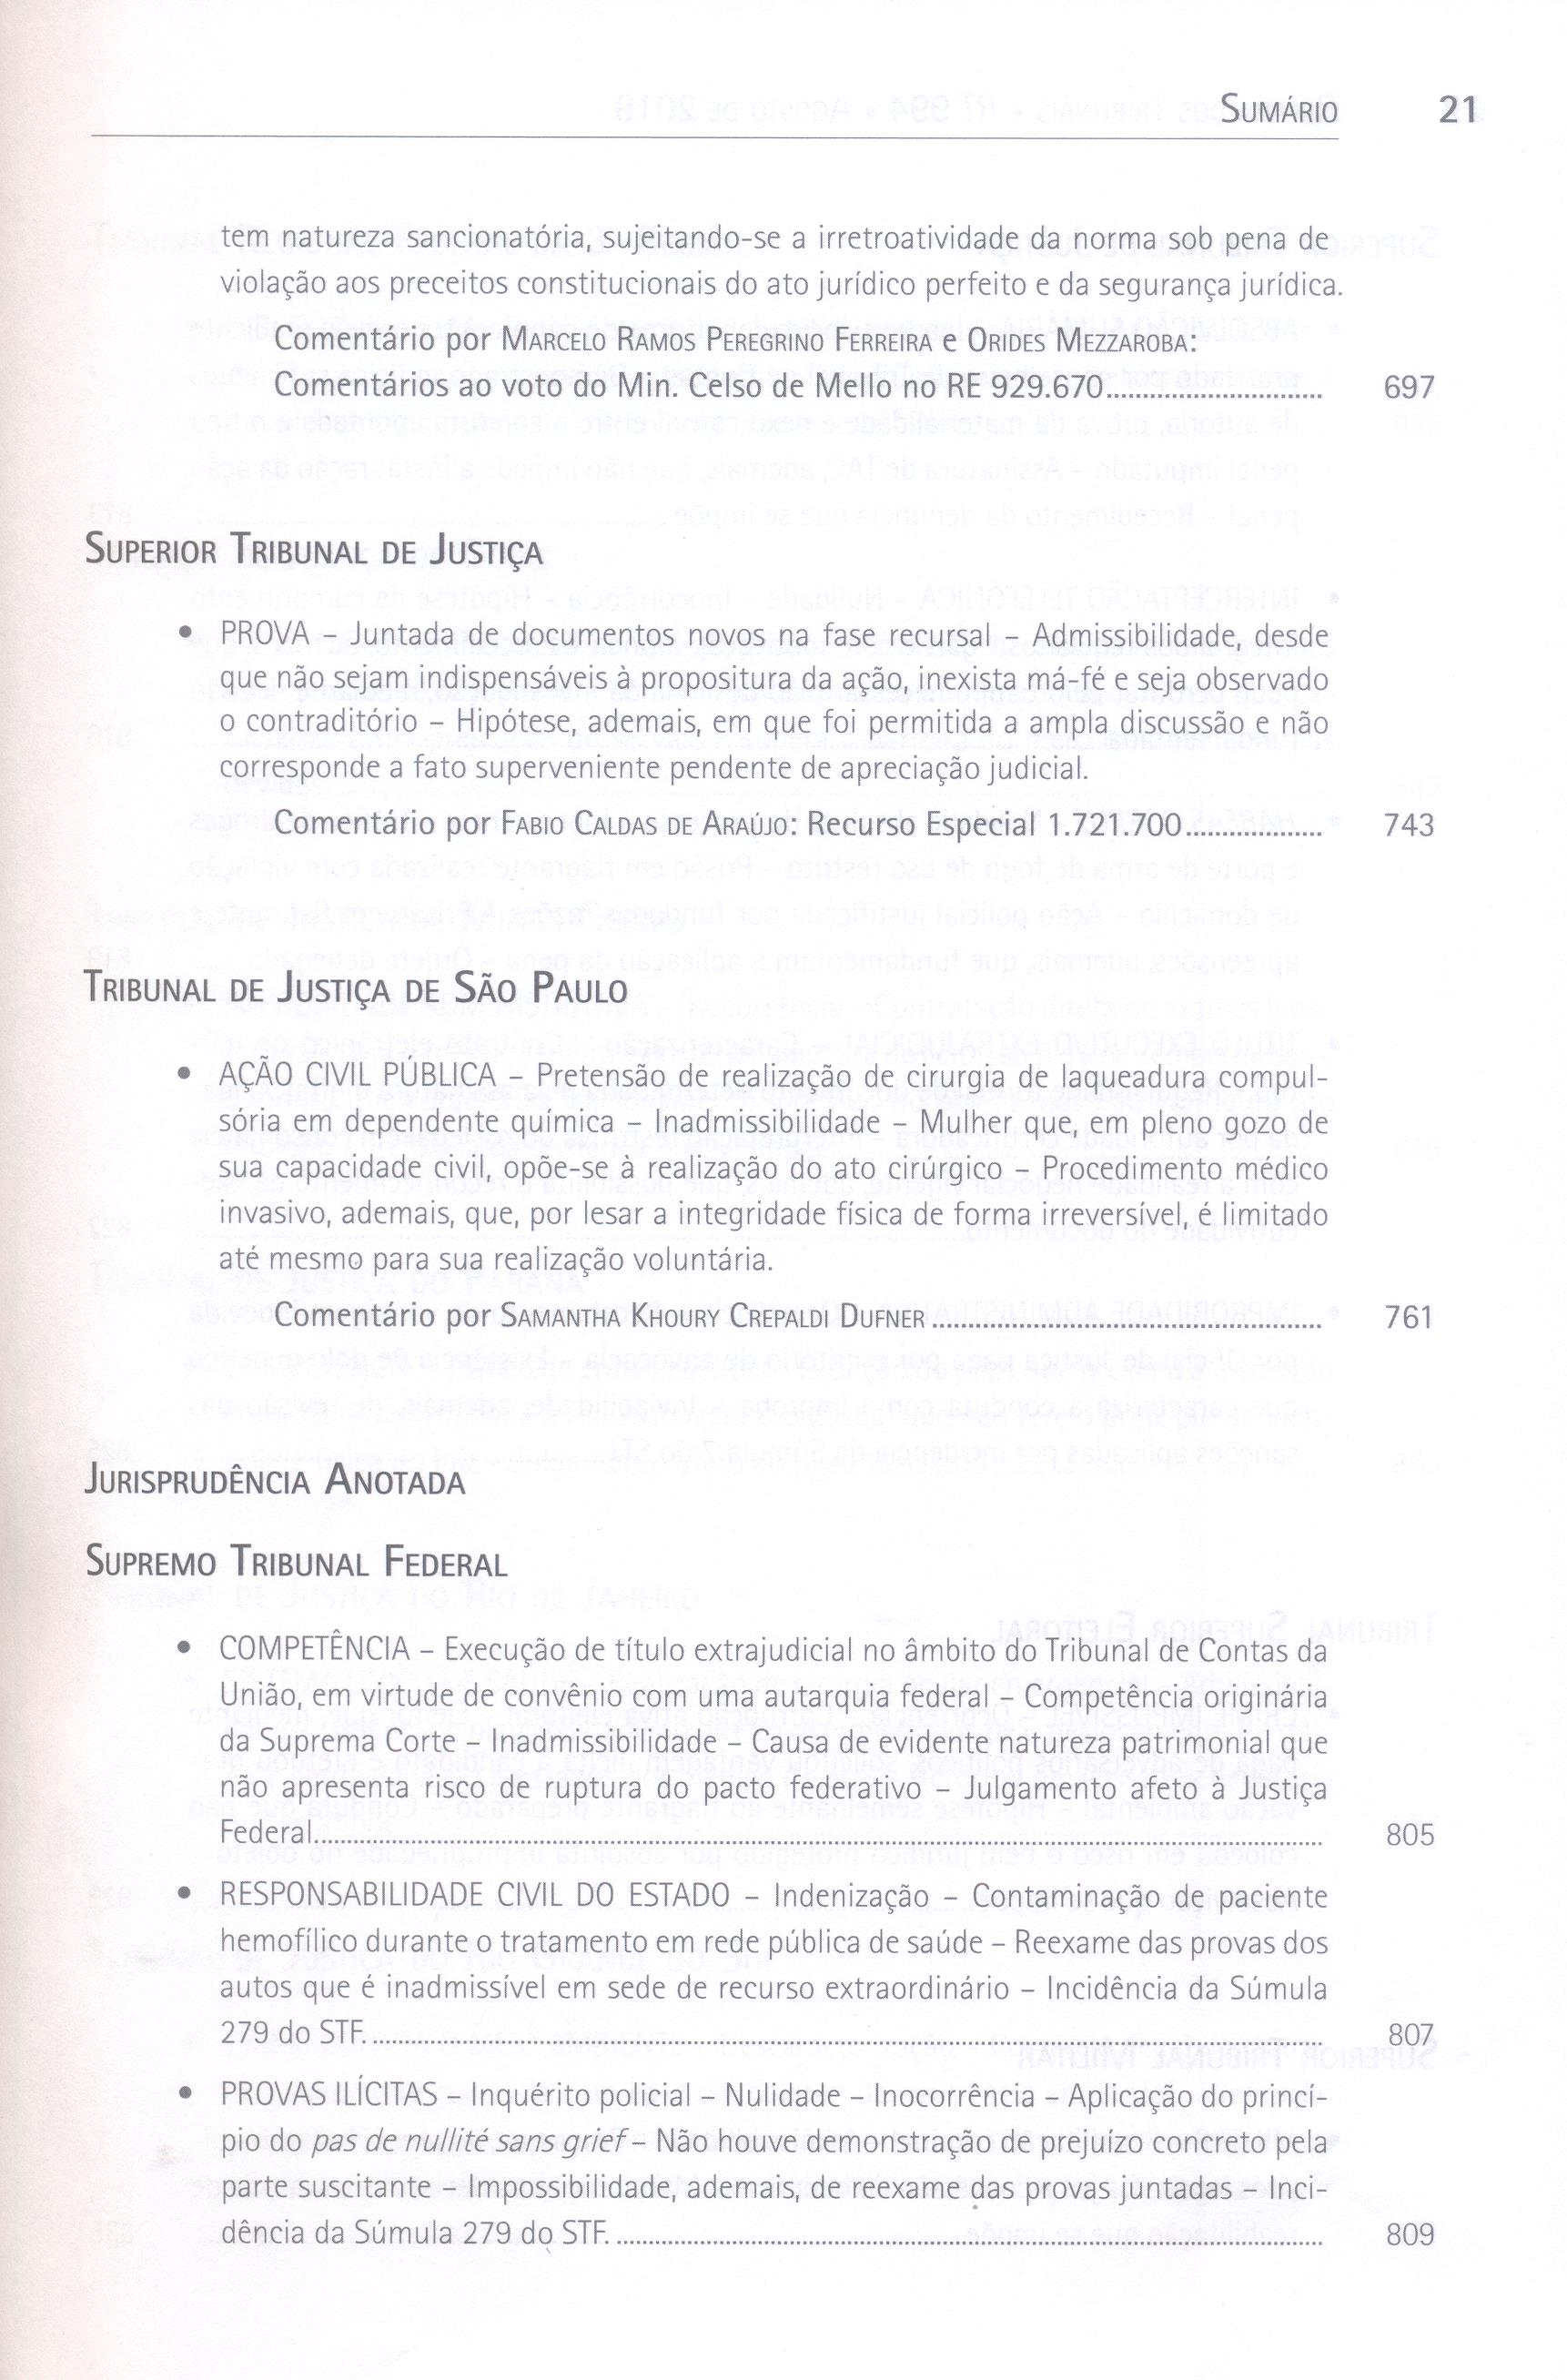 SUMÁRIO 21
tem natureza sancionatória, sujeitando-se a irretroatividade da norma sob pena de
violação aos preceitos constitucionais do ato jurídico perfeito e da segurança jurídica.
Comentário por MARCELO RAMOS PEREGRINO FERREIRA e ORIDES MEZZAROBA:
Comentários ao voto do Min. Celso de Mello no RE 929.670.............................. 697
SUPERIOR TRIBUNAL DE JUSTIÇA
• PROVA – Juntada de documentos novos na fase recursal – Admissibilidade, desde
que não sejam indispensáveis à propositura da ação, inexista má-fé e seja observado
o contraditório – Hipótese, ademais, em que foi permitida a ampla discussão e não
corresponde a fato superveniente pendente de apreciação judicial.
Comentário por FABIO CALDAS DE ARAÚJO: Recurso Especial 1.721.700................... 743
TRIBUNAL DE JUSTIÇA DE SÃO PAULO
• AÇÃO CIVIL PÚBLICA – Pretensão de realização de cirurgia de laqueadura compul-
sória em dependente química – Inadmissibilidade – Mulher que, em pleno gozo de
sua capacidade civil, opõe-se à realização do ato cirúrgico – Procedimento médico
invasivo, ademais, que, por lesar a integridade física de forma irreversível, é limitado
até mesmo para sua realização voluntária.
Comentário por SAMANTHA KHOURY CREPALDI DUFNER...................................................... 761
JURISPRUDÊNCIA ANOTADA
SUPREMO TRIBUNAL FEDERAL
• COMPETÊNCIA – Execução de título extrajudicial no âmbito do Tribunal de Contas da
União, em virtude de convênio com uma autarquia federal – Competência originária
da Suprema Corte – Inadmissibilidade – Causa de evidente natureza patrimonial que
não apresenta risco de ruptura do pacto federativo – Julgamento afeto à Justiça
Federal.............................................................................................................. 805
• RESPONSABILIDADE CIVIL DO ESTADO – Indenização – Contaminação de paciente
hemofílico durante o tratamento em rede pública de saúde – Reexame das provas dos
autos que é inadmissível em sede de recurso extraordinário – Incidência da Súmula
279 do STF.......................................................................................................... 807
• PROVAS ILÍCITAS – Inquérito policial – Nulidade – Inocorrência – Aplicação do princí-
pio do pas de nullité sans grief – Não houve demonstração de prejuízo concreto pela
parte suscitante – Impossibilidade, ademais, de reexame das provas juntadas – Inci-
dência da Súmula 279 do STF................................................................................ 809